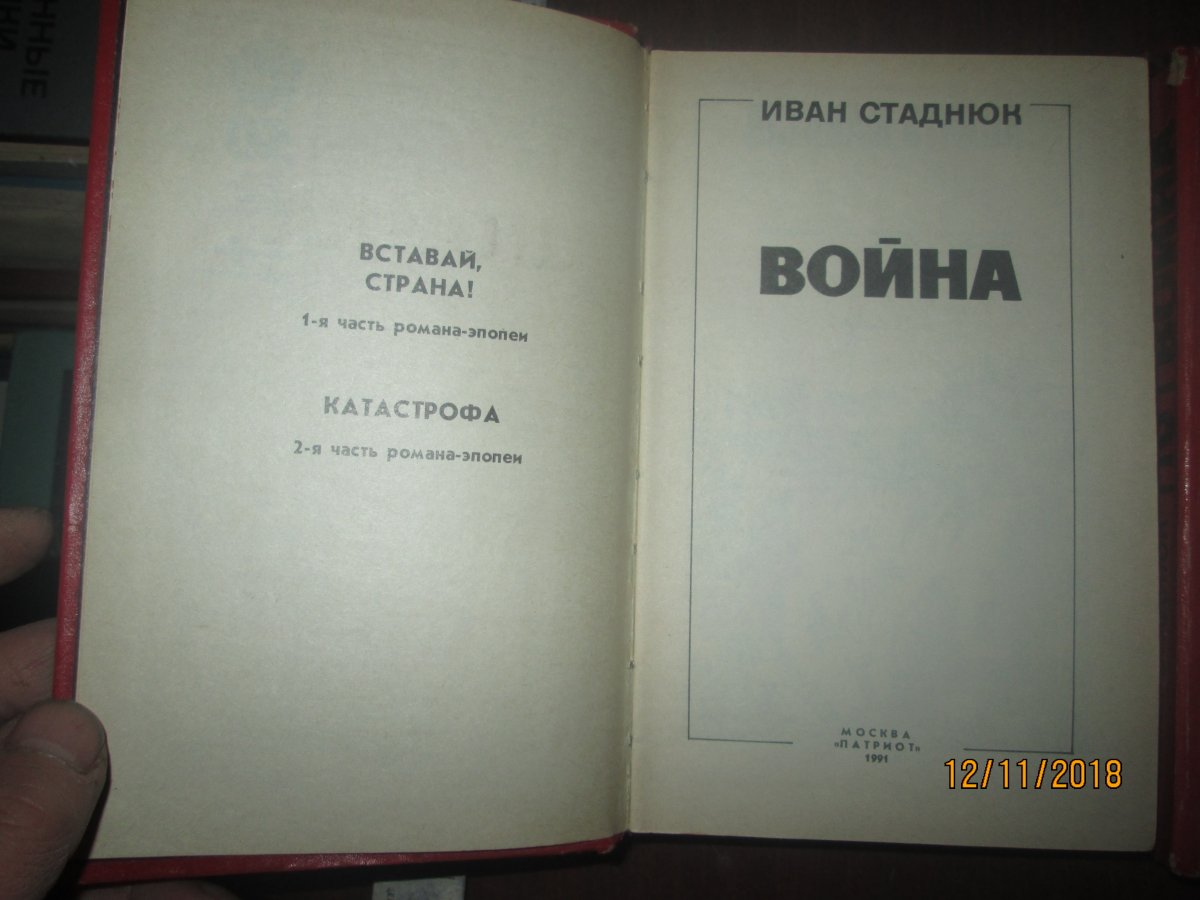 ННЫЕ
ВСТАВАЙ,
СТРАНА!
1-я часть романа-эпопеи
КАТАСТРОФА
2-я часть романа-эпопеи
ИВАН СТАДНЮК
ВОЙНА
МОСКВА
«ПАТРИОТ»
1991
12/11/2018